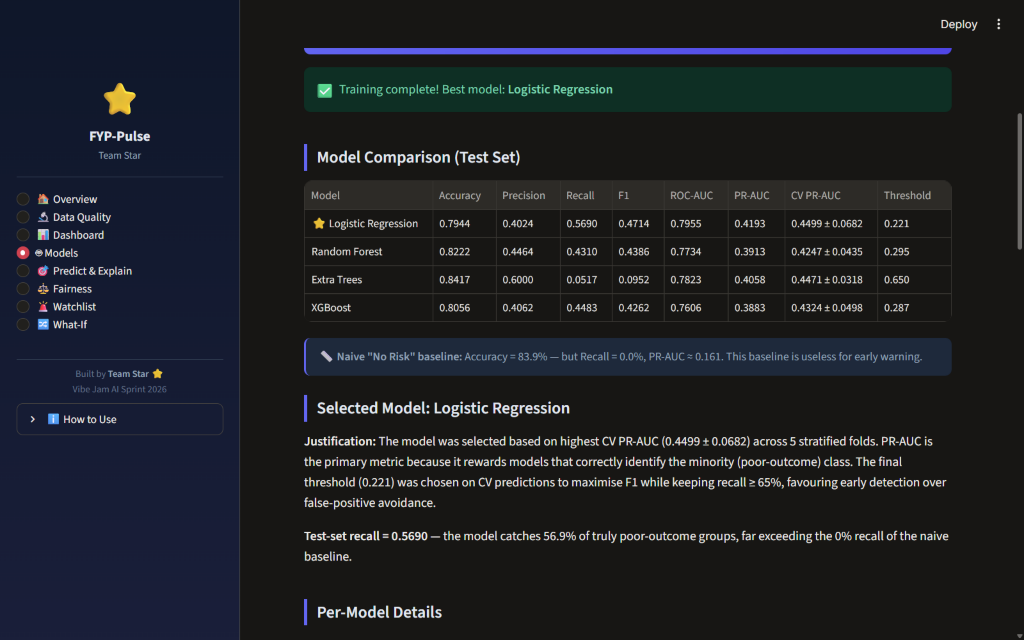 Deploy
FYP-Pulse
Team Star
Overview
Data Quality
Dashboard
Models
Predict & Explain
Fairness
Watchlist
What-If
Built by Team Star
Vibe Jam AI Sprint 2026
How to Use
Training complete! Best model: Logistic Regression
Model Comparison (Test Set)
Model Accuracy Precision Recall F1 ROC-AUC PR-AUC CV PR-AUC Threshold
Logistic Regression 0.7944 0.4024 0.5690 0.4714 0.7955 0.4193 0.4499 ± 0.0682 0.221
Random Forest 0.8222 0.4464 0.4310 0.4386 0.7734 0.3913 0.4247 ± 0.0435 0.295
Extra Trees 0.8417 0.6000 0.0517 0.0952 0.7823 0.4058 0.4471 ± 0.0318 0.650
XGBoost 0.8056 0.4062 0.4483 0.4262 0.7606 0.3883 0.4324 ± 0.0498 0.287
Naive "No Risk" baseline: Accuracy = 83.9% — but Recall = 0.0%, PR-AUC ≈ 0.161. This baseline is useless for early warning.
Selected Model: Logistic Regression
Justification: The model was selected based on highest CV PR-AUC (0.4499 ± 0.0682) across 5 stratified folds. PR-AUC is
the primary metric because it rewards models that correctly identify the minority (poor-outcome) class. The final
threshold (0.221) was chosen on CV predictions to maximise F1 while keeping recall ≥ 65%, favouring early detection over
false-positive avoidance.
Test-set recall = 0.5690 — the model catches 56.9% of truly poor-outcome groups, far exceeding the 0% recall of the naive
baseline.
Per-Model Details